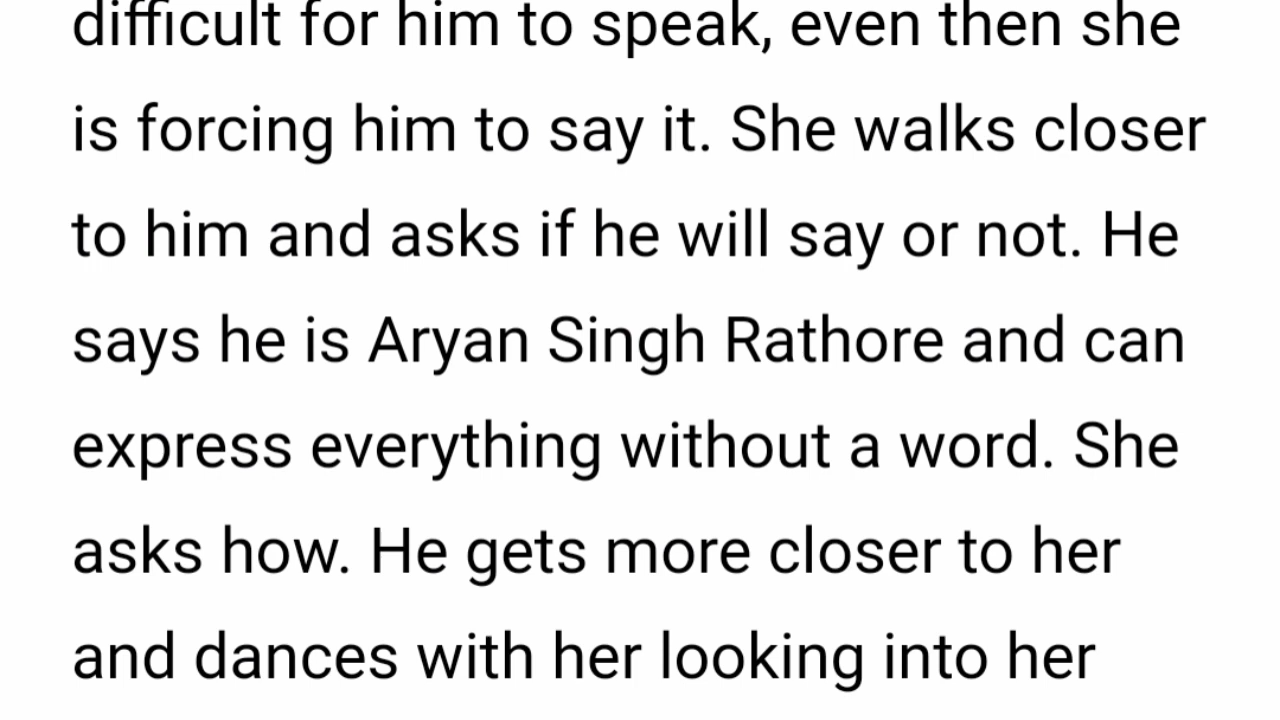 difficult for him to speak, even then she
is forcing him to say it. She walks closer
to him and asks if he will say or not. He
says he is Aryan Singh Rathore and can
express everything without a word. She
asks how. He gets more closer to her
and dances with her looking into her